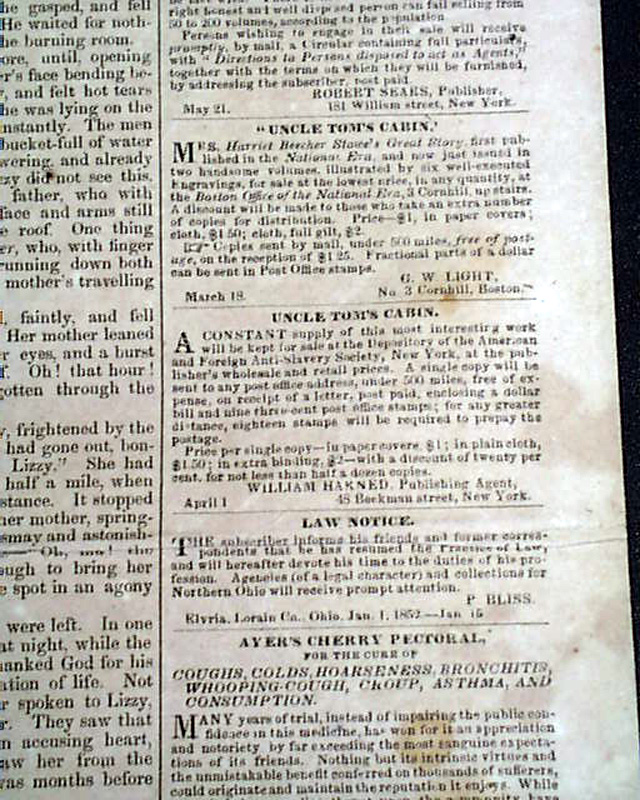 he gasped, and fell
He waited for noth-
he burning room.
ore, until, opening
r's face bending be-
, and felt hot tears
he was lying on the
nstantly. The men
bucket-full of water
wering, and already
zy did not see this.
father, who with
face and arms still
e roof. One thing
er, who, with finger
running down both
mother's travelling
l, faintly, and fell
Her mother leaned
r eyes, and a burst
f. Oh! that hour!
gotten through the
y, frightened by the
had gone out, bon-
Lizzy." She had
half a mile, when
stance. It stopped
her mother, spring-
smay and astonish-
—"Oh, me! the
ough to bring her
e spot in an agony
were left. In one
at night, while the
hanked God for his
ation of life. Not
r spoken to Lizzy,
r. They saw that
n accusing heart,
aw her from the
was months before
right honest and well disposed person can fail selling from
50 to 200 volumes, according to the population
Persons wishing to engage in their sale will receive
promptly, by mail, a Circular containing full particulars,
with "Directions to Persons disposed to act as Agents,"
together with the terms on which they will be furnished,
by addressing the subscriber, post paid
ROBERT SEARS, Publisher,
May 21. 181 William street, New York.
"UNCLE TOM'S CABIN."
MRS. Harriet Beecher Stowe's Great Story, first pub-
lished in the National Era, and now just issued in
two handsome volumes, illustrated by six well-executed
Engravings, for sale at the lowest price, in any quantity, at
the Boston Office of the National Era, 3 Cornhill, up stairs.
A discount will be made to those who take an extra number
of copies for distribution. Price—$1, in paper covers;
cloth, $1 50; cloth, full gilt, $2.
☞ Copies sent by mail, under 500 miles, free of post-
age, on the reception of $1 25. Fractional parts of a dollar
can be sent in Post Office stamps.
G. W LIGHT,
March 18. No. 3 Cornhill, Boston.
UNCLE TOM'S CABIN.
A CONSTANT supply of this most interesting work
will be kept for sale at the Depository of the American
and Foreign Anti-Slavery Society, New York, at the pub-
lisher's wholesale and retail prices. A single copy will be
sent to any post office address, under 500 miles, free of ex-
pense, on receipt of a letter, post paid, enclosing a dollar
bill and nine three-cent post office stamps; for any greater
distance, eighteen stamps will be required to prepay the
postage.
Price per single copy—in paper covers, $1; in plain cloth,
$1 50; in extra binding, $2—with a discount of twenty per
cent. for not less than half a dozen copies.
WILLIAM HARNED, Publishing Agent,
April 1 48 Beekman street, New York.
LAW NOTICE.
THE subscriber informs his friends and former corres-
pondents that he has resumed the Practice of Law,
and will hereafter devote his time to the duties of his pro-
fession. Agencies (of a legal character) and collections for
Northern Ohio will receive prompt attention.
P BLISS.
Elyria, Lorain Co., Ohio, Jan. 1, 1852—Jan 15
AYER'S CHERRY PECTORAL,
FOR THE CURE OF
COUGHS, COLDS, HOARSENESS, BRONCHITIS,
WHOOPING-COUGH, CROUP, ASTHMA, AND
CONSUMPTION.
MANY years of trial, instead of impairing the public con-
fidence in this medicine, has won for it an appreciation
and notoriety by far exceeding the most sanguine expecta-
tions of its friends. Nothing but its intrinsic virtues and
the unmistakable benefit conferred on thousands of sufferers,
could originate and maintain the reputation it enjoys. While